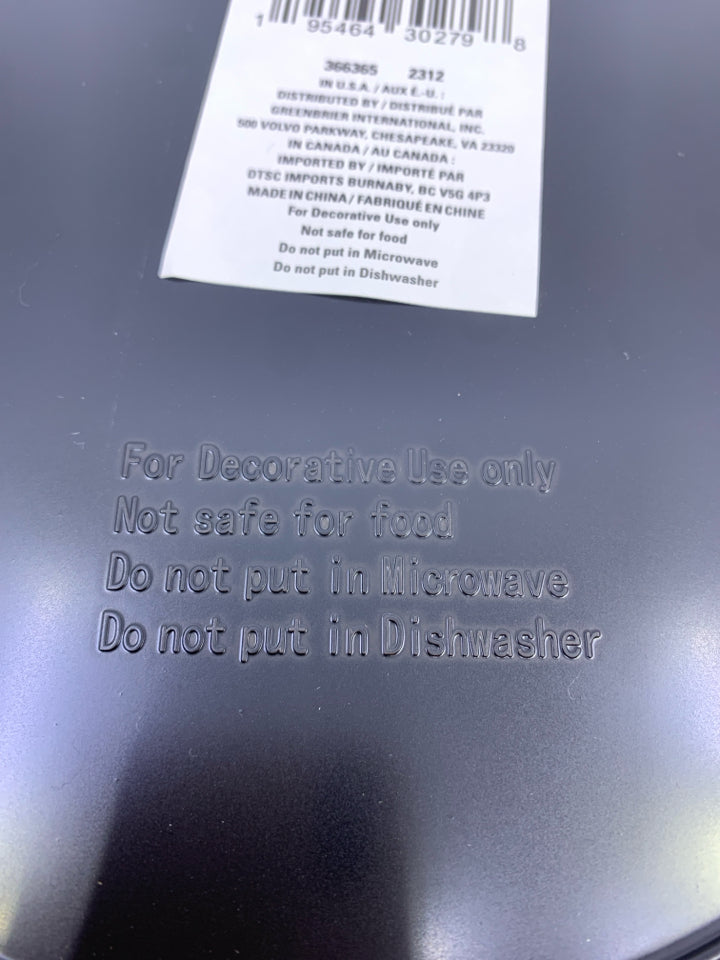 1 95464 30279 8
366365 2312
IN U.S.A. / AUX É.-U. :
DISTRIBUTED BY / DISTRIBUÉ PAR
GREENBRIER INTERNATIONAL, INC.
500 VOLVO PARKWAY, CHESAPEAKE, VA 23320
IN CANADA / AU CANADA :
IMPORTED BY / IMPORTÉ PAR
DTSC IMPORTS BURNABY, BC V5G 4P3
MADE IN CHINA / FABRIQUÉ EN CHINE
For Decorative Use only
Not safe for food
Do not put in Microwave
Do not put in Dishwasher
For Decorative Use only
Not safe for food
Do not put in Microwave
Do not put in Dishwasher